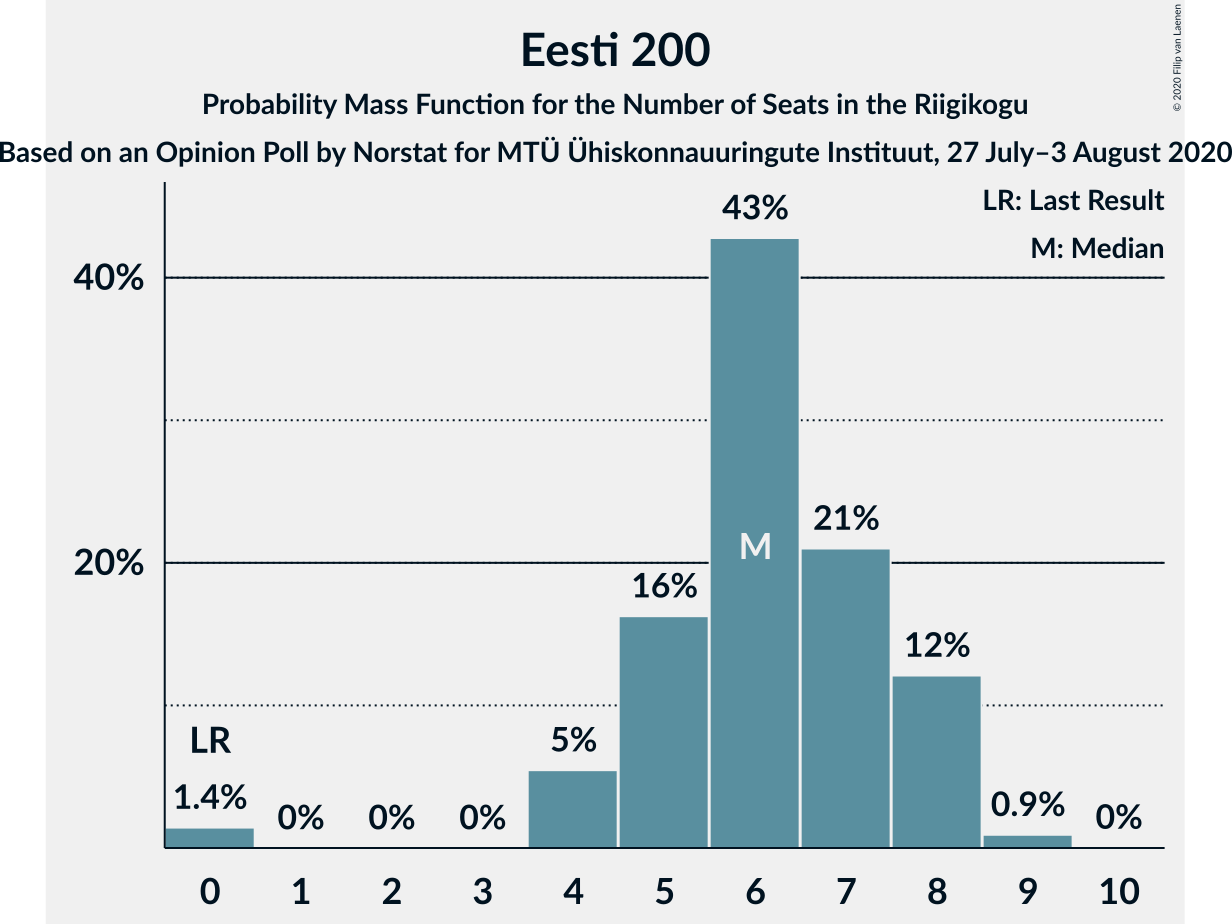 Eesti 200
Probability Mass Function for the Number of Seats in the Riigikogu
Based on an Opinion Poll by Norstat for MTÜ Ühiskonnauuringute Instituut, 27 July–3 August 2020
© 2020 Filip van Laenen
LR: Last Result
M: Median
40%
20%
43%
M
21%
16%
12%
5%
LR
1.4%
0%
0%
0%
0.9%
0%
0 1 2 3 4 5 6 7 8 9 10